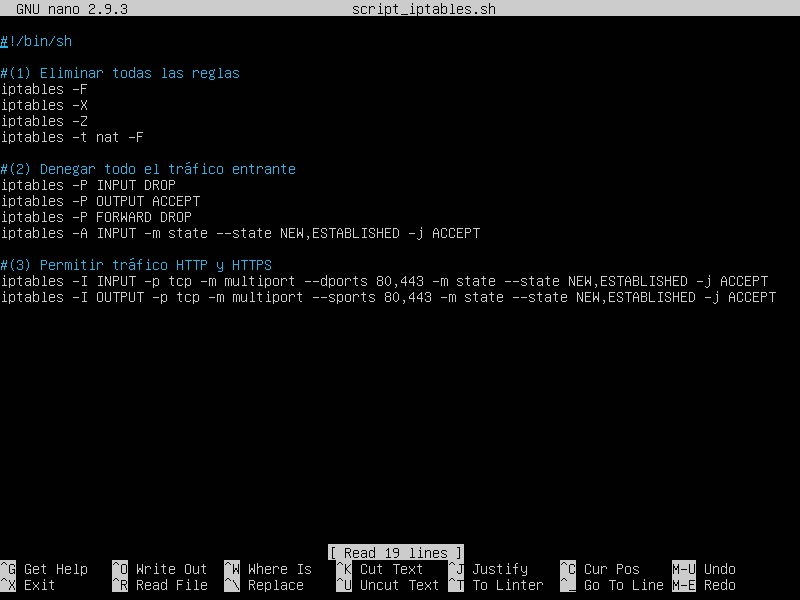 GNU nano 2.9.3 script_iptables.sh
#!/bin/sh
#(1) Eliminar todas las reglas
iptables -F
iptables -X
iptables -Z
iptables -t nat -F
#(2) Denegar todo el tráfico entrante
iptables -P INPUT DROP
iptables -P OUTPUT ACCEPT
iptables -P FORWARD DROP
iptables -A INPUT -m state --state NEW,ESTABLISHED -j ACCEPT
#(3) Permitir tráfico HTTP y HTTPS
iptables -I INPUT -p tcp -m multiport --dports 80,443 -m state --state NEW,ESTABLISHED -j ACCEPT
iptables -I OUTPUT -p tcp -m multiport --sports 80,443 -m state --state NEW,ESTABLISHED -j ACCEPT
[ Read 19 lines ]
^G Get Help ^O Write Out ^W Where Is ^K Cut Text ^J Justify ^C Cur Pos M-U Undo
^X Exit ^R Read File ^\ Replace ^U Uncut Text ^T To Linter ^_ Go To Line M-E Redo